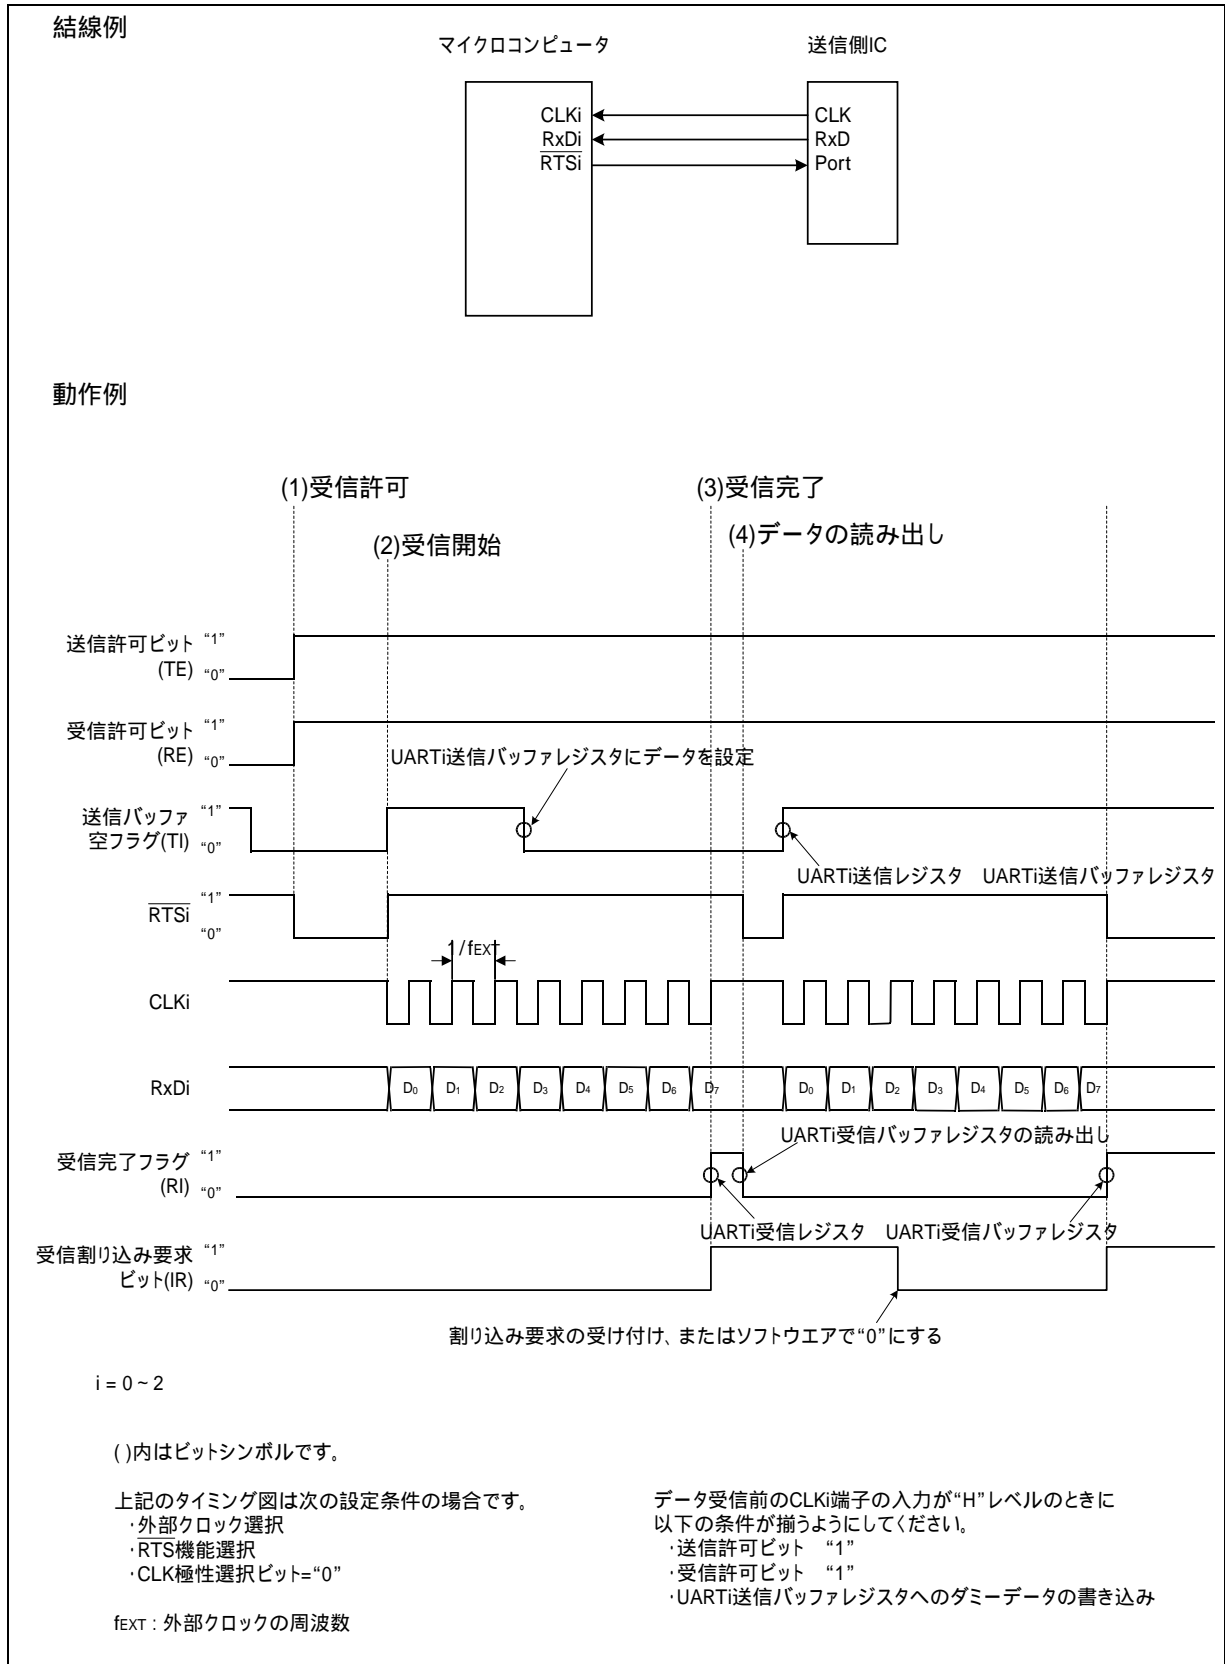 結線例
マイクロコンピュータ
送信側IC
CLKi
RxDi
RTSi
CLK
RxD
Port
動作例
(1)受信許可
(2)受信開始
(3)受信完了
(4)データの読み出し
送信許可ビット “1”
(TE) “0”
受信許可ビット “1”
(RE) “0”
UARTi送信バッファレジスタにデータを設定
送信バッファ “1”
空フラグ(TI) “0”
UARTi送信レジスタ UARTi送信バッファレジスタ
RTSi “1”
“0”
1/fEXT
CLKi
RxDi
D0 D1 D2 D3 D4 D5 D6 D7 D0 D1 D2 D3 D4 D5 D6 D7
UARTi受信バッファレジスタの読み出し
受信完了フラグ “1”
(RI) “0”
UARTi受信レジスタ UARTi受信バッファレジスタ
受信割り込み要求 “1”
ビット(IR) “0”
割り込み要求の受け付け、またはソフトウエアで“0”にする
i = 0 ~ 2
( )内はビットシンボルです。
上記のタイミング図は次の設定条件の場合です。
・外部クロック選択
・RTS機能選択
・CLK極性選択ビット=“0”
fEXT : 外部クロックの周波数
データ受信前のCLKi端子の入力が“H”レベルのときに
以下の条件が揃うようにしてください。
・送信許可ビット “1”
・受信許可ビット “1”
・UARTi送信バッファレジスタへのダミーデータの書き込み